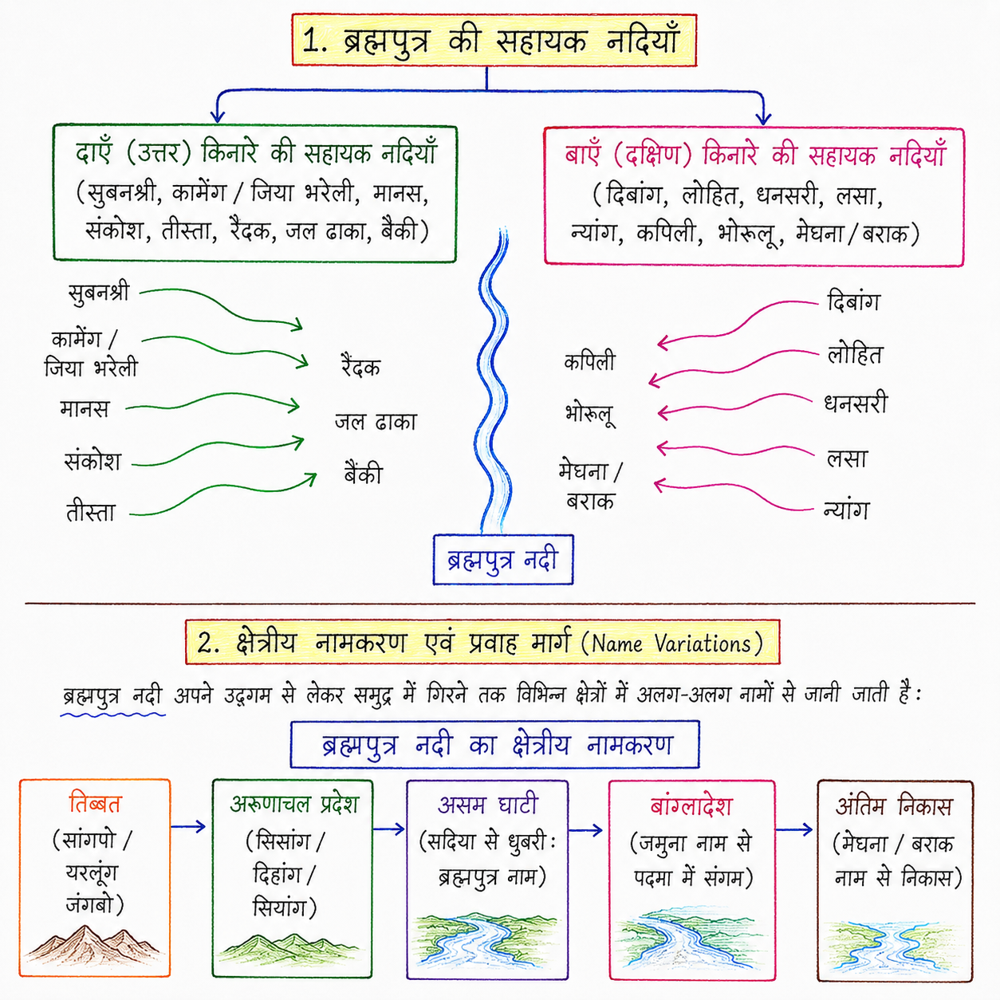 1. ब्रह्मपुत्र की सहायक नदियाँ
दाएँ (उत्तर) किनारे की सहायक नदियाँ
(सुबनश्री, कामेंग / जिया भरेली, मानस,
संकोश, तीस्ता, रैंदक, जल ढाका, बैकी)
बाएँ (दक्षिण) किनारे की सहायक नदियाँ
(दिबांग, लोहित, धनसरी, लसा,
न्यांग, कपिली, भोरूलू, मेघना/बराक)
सुबनश्री
कामेंग /
जिया भरेली
मानस
संकोश
तीस्ता
रैंदक
जल ढाका
बैंकी
कपिली
भोरूलू
मेघना /
बराक
दिबांग
लोहित
धनसरी
लसा
न्यांग
ब्रह्मपुत्र नदी
2. क्षेत्रीय नामकरण एवं प्रवाह मार्ग (Name Variations)
ब्रह्मपुत्र नदी अपने उद्गम से लेकर समुद्र में गिरने तक विभिन्न क्षेत्रों में अलग-अलग नामों से जानी जाती है:
ब्रह्मपुत्र नदी का क्षेत्रीय नामकरण
तिब्बत
(सांगपो /
यरलूंग
जंगबो)
अरूणाचल प्रदेश
(सिसांग /
दिहांग /
सियांग)
असम घाटी
(सदिया से धुबरी:
ब्रह्मपुत्र नाम)
बांग्लादेश
(जमुना नाम से
पदमा में संगम)
अंतिम निकास
(मेघना / बराक
नाम से निकास)